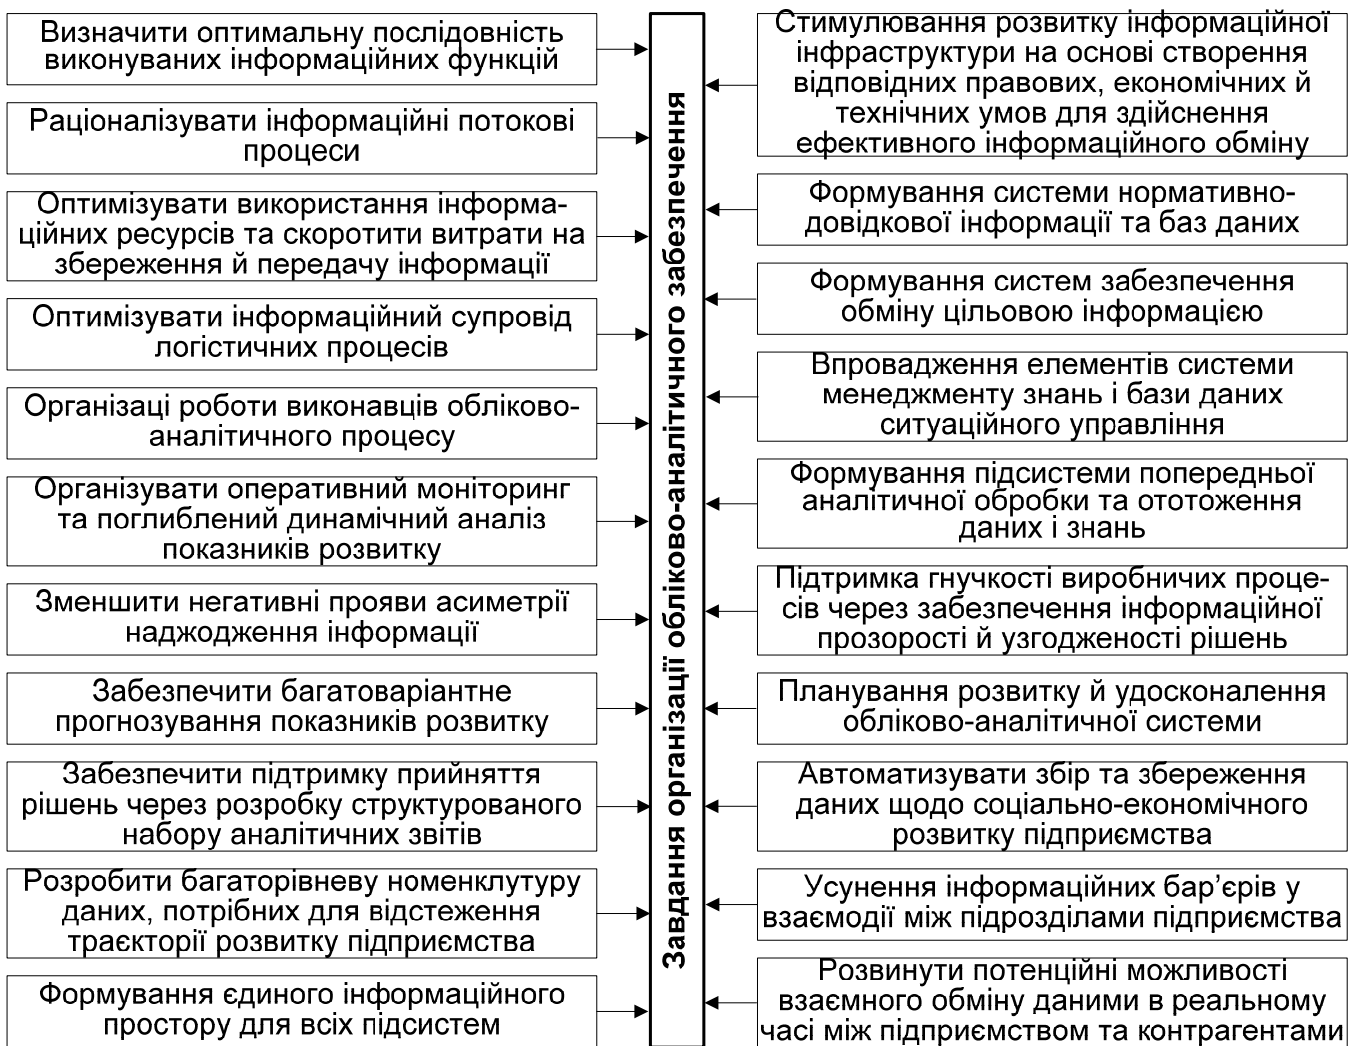 Визначити оптимальну послідовність
виконуваних інформаційних функцій
Раціоналізувати інформаційні потокові
процеси
Оптимізувати використання інформа-
ційних ресурсів та скоротити витрати на
збереження й передачу інформації
Оптимізувати інформаційний супровід
логістичних процесів
Організаці роботи виконавців обліково-
аналітичного процесу
Організувати оперативний моніторинг
та поглиблений динамічний аналіз
показників розвитку
Зменшити негативні прояви асиметрії
наджодження інформації
Забезпечити багатоваріантне
прогнозування показників розвитку
Забезпечити підтримку прийняття
рішень через розробку структурованого
набору аналітичних звітів
Розробити багаторівневу номенклутуру
даних, потрібних для відстеження
траєкторії розвитку підприємства
Формування єдиного інформаційного
простору для всіх підсистем
Завдання організації обліково-аналітичного забезпечення
Стимулювання розвитку інформаційної
інфраструктури на основі створення
відповідних правових, економічних й
технічних умов для здійснення
ефективного інформаційного обміну
Формування системи нормативно-
довідкової інформації та баз даних
Формування систем забезпечення
обміну цільовою інформацією
Впровадження елементів системи
менеджменту знань і бази даних
ситуаційного управління
Формування підсистеми попередньої
аналітичної обробки та ототоження
даних і знань
Підтримка гнучкості виробничих проце-
сів через забезпечення інформаційної
прозорості й узгодженості рішень
Планування розвитку й удосконалення
обліково-аналітичної системи
Автоматизувати збір та збереження
даних щодо соціально-економічного
розвитку підприємства
Усунення інформаційних бар’єрів у
взаємодії між підрозділами підприємства
Розвинути потенційні можливості
взаємного обміну даними в реальному
часі між підприємством та контрагентами